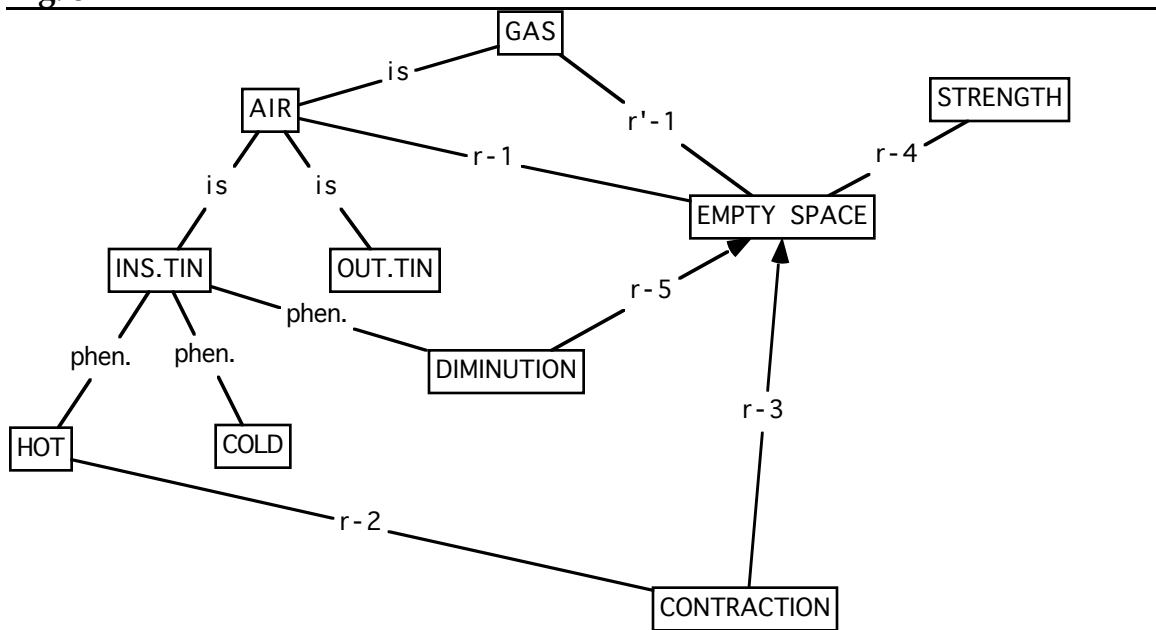 GAS
is
STRENGTH
AIR
r'-1
r-1
r-4
is
is
EMPTY SPACE
INS.TIN
OUT.TIN
r-5
phen.
phen.
phen.
DIMINUTION
r-3
HOT
COLD
r-2
CONTRACTION